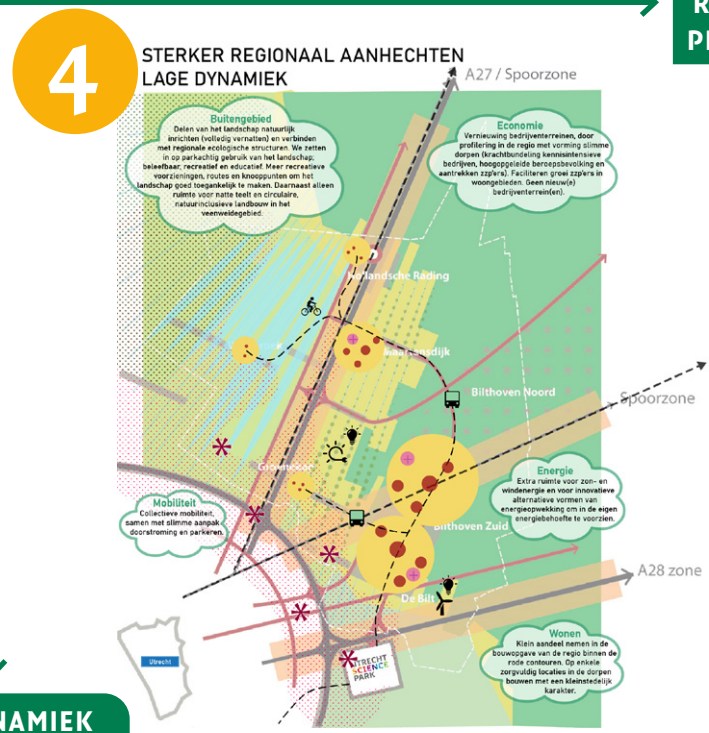 4
STERKER REGIONAAL AANHECHTEN
LAGE DYNAMIEK
A27 / Spoorzone
Buitengebied
Delen van het landschap natuurlijk
inrichten (volledig vernatten) en verbinden
met regionale ecologische structuren. We zetten
in op parkachtig gebruik van het landschap;
beleefbaar, recreatief en educatief. Meer recreatieve
voorzieningen, routes en knooppunten om het
landschap goed toegankelijk te maken. Daarnaast alleen
ruimte voor natte teelt en circulaire,
natuurinclusieve landbouw in het
veenweidegebied.
Economie
Vernieuwing bedrijventerreinen, door
profilering in de regio met vorming slimme
dorpen (krachtbundeling kennisintensieve
bedrijven, hoogopgeleide beroepsbevolking en
aantrekken zzp'ers). Faciliteren groei zzp'ers in
woongebieden. Geen nieuw(e)
bedrijventerrein(en).
Hollandsche Rading
Maartensdijk
Bilthoven Noord
Spoorzone
Groenekan
Energie
Extra ruimte voor zon- en
windenergie en voor innovatieve
alternatieve vormen van
energieopwekking om in de eigen
energiebehoefte te voorzien.
Mobiliteit
Collectieve mobiliteit,
samen met slimme aanpak
doorstroming en parkeren.
Bilthoven Zuid
A28 zone
De Bilt
Wonen
Klein aandeel nemen in de
bouwopgave van de regio binnen de
rode contouren. Op enkele
zorgvuldig locaties in de dorpen
bouwen met een kleinstedelijk
karakter.
Utrecht
UTRECHT
SCIENCE
PARK
NAMIEK